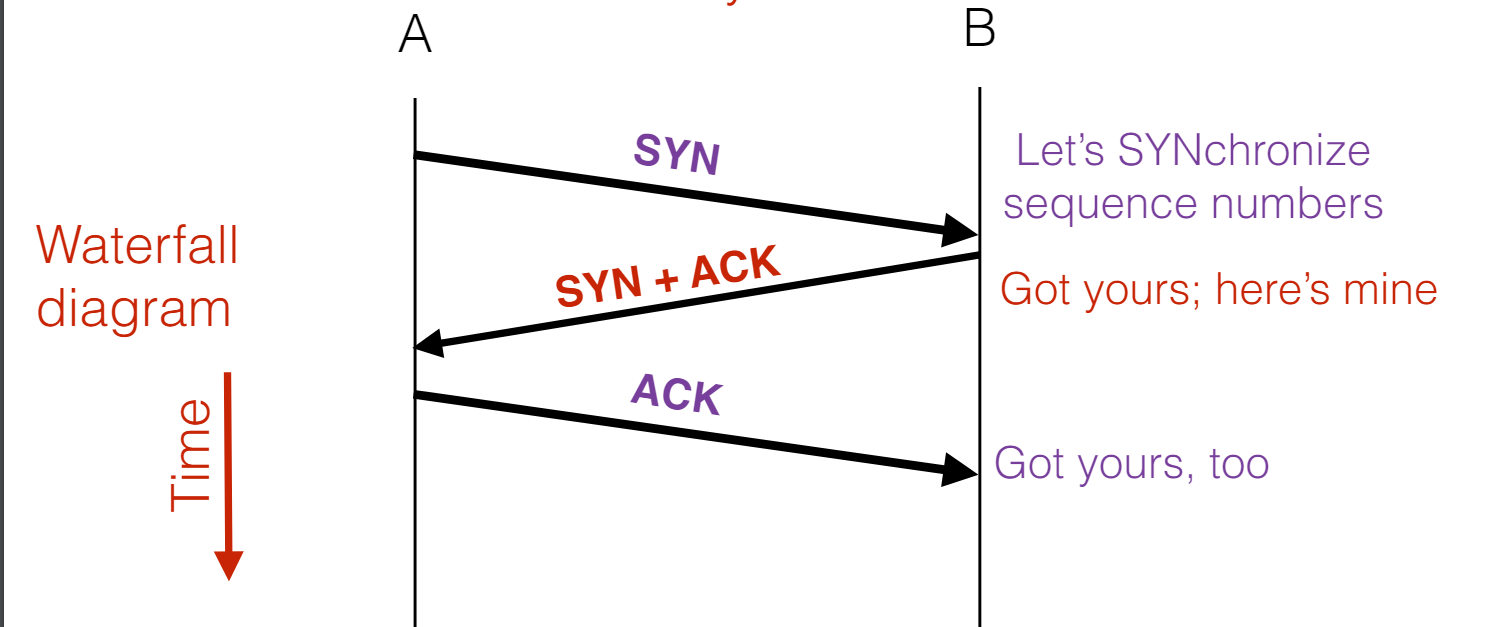 A
B
SYN
Let's SYNchronize
sequence numbers
Waterfall
diagram
SYN + ACK
Got yours; here's mine
Time
ACK
Got yours, too